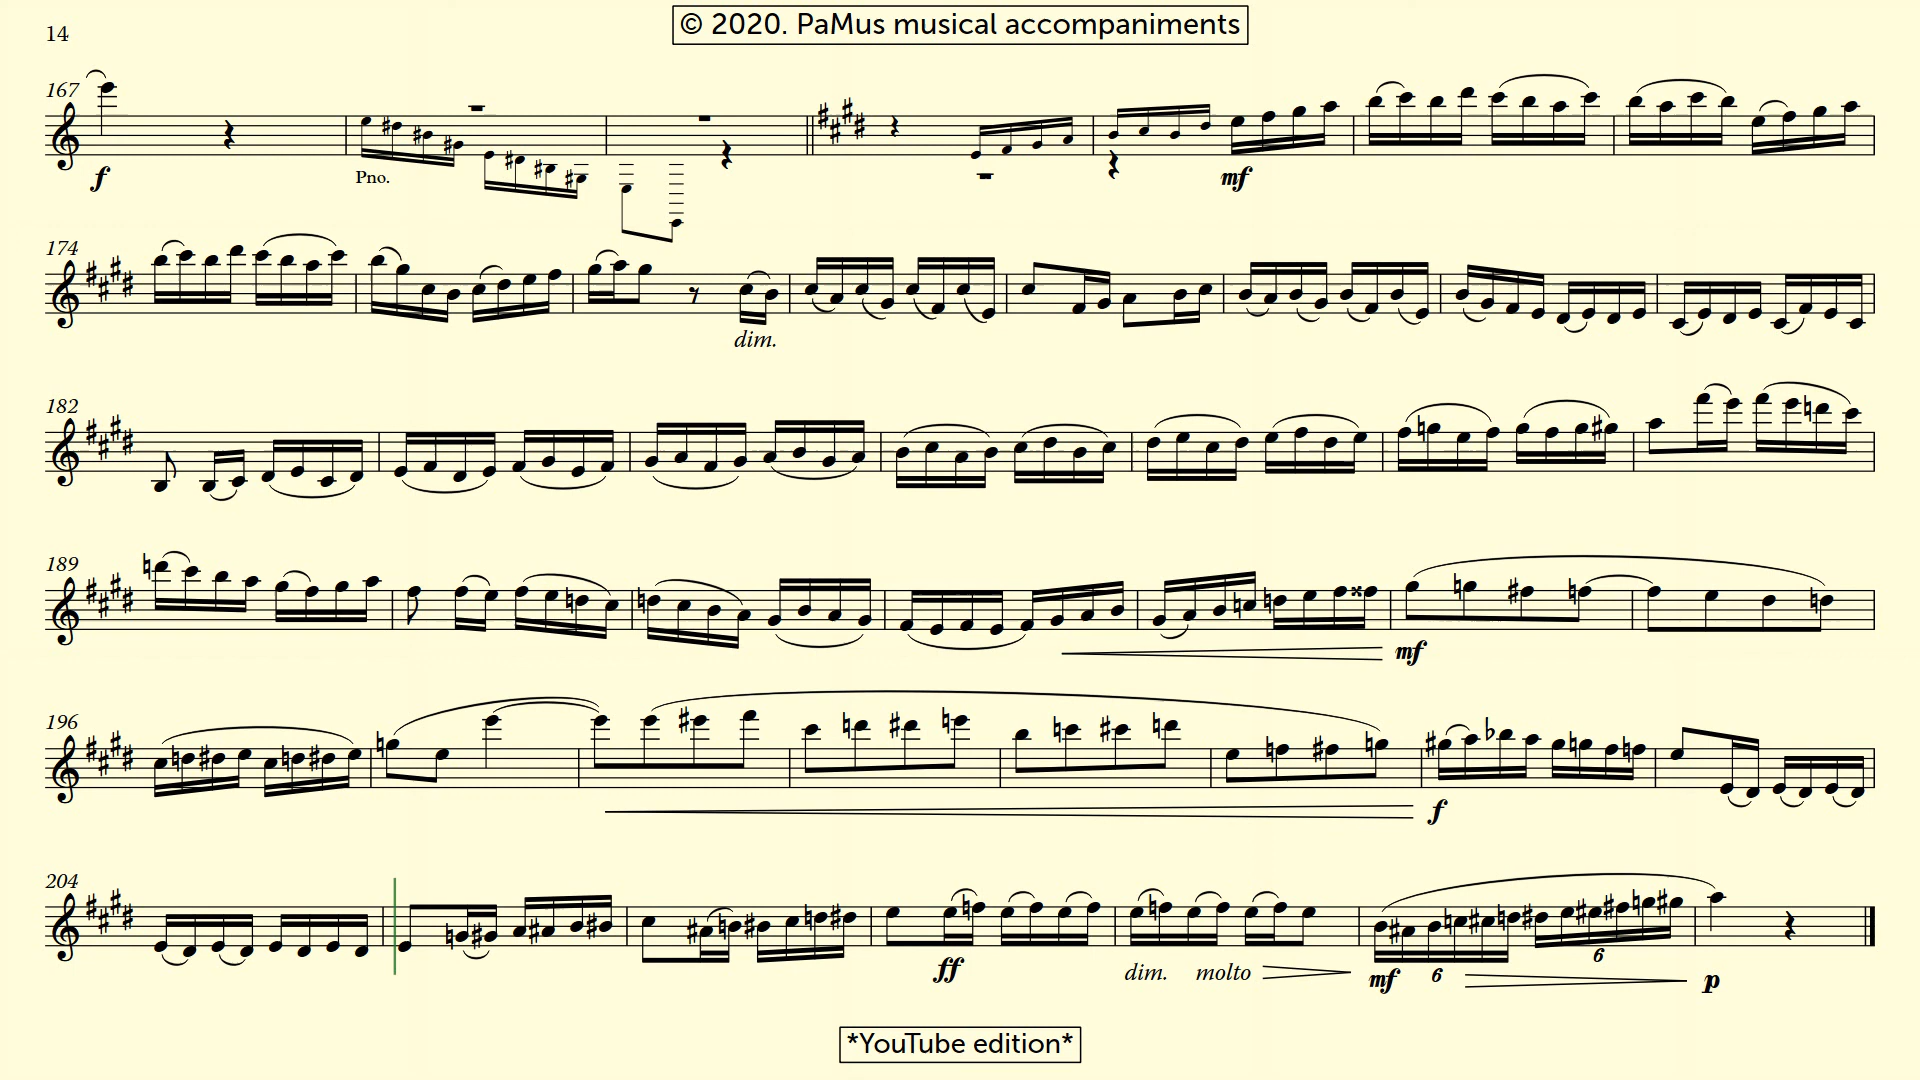 © 2020. PaMus musical accompaniments
14
167
f
Pno.
mf
174
dim.
182
189
mf
196
f
204
ff
dim. molto
mf 6
6
p
*YouTube edition*